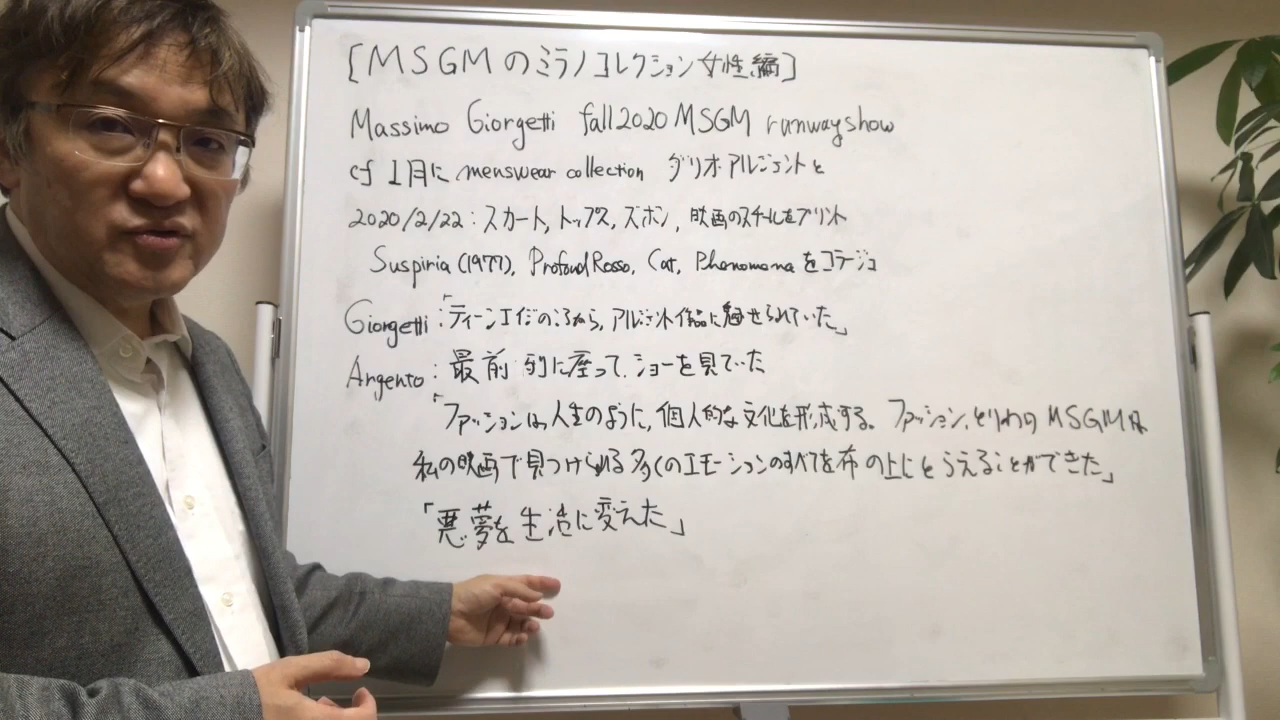 [MSGMのミラノコレクション女性編]
Massimo Giorgetti fall2020 MSGM runwayshow
cf 1月に menswear collection ダリオ・アルジェントと
2020/2/22:スカート,トップス,ズボン,映画のスチールをプリント
Suspiria(1977), Profond Rosso, Cat, Phenomena をコラージュ
Giorgetti:「ティーンエイジのころから,アルジェント作品に魅せられていた」
Argento:最前列に座って,ショーを見ていた
「ファッションは,人生のように,個人的な文化を形成する。ファッション,とりわけMSGMは
私の映画で見つけられる多くのエモーションのすべてを布の上にとらえることができた」
「悪夢を生活に変えた」